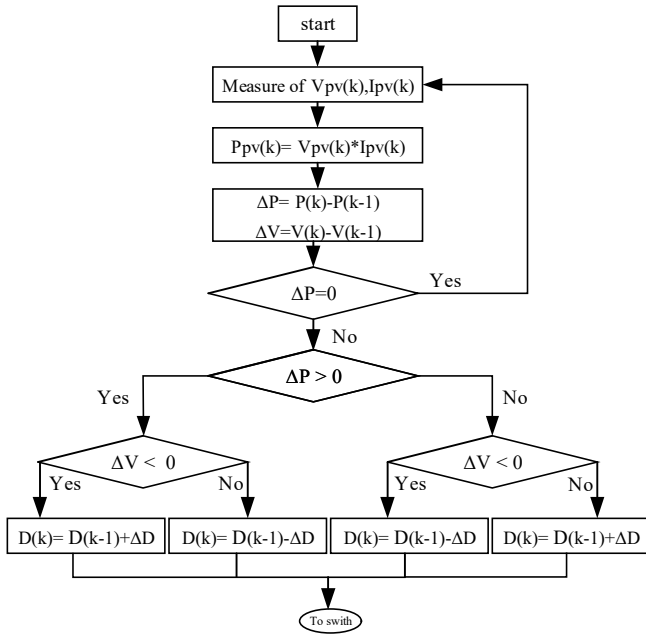 start
Measure of Vpv(k),Ipv(k)
Ppv(k)= Vpv(k)*Ipv(k)
ΔP= P(k)-P(k-1)
ΔV=V(k)-V(k-1)
ΔP=0
Yes
No
ΔP > 0
Yes
No
ΔV < 0
ΔV < 0
Yes
No
Yes
No
D(k)= D(k-1)+ΔD
D(k)= D(k-1)-ΔD
D(k)= D(k-1)-ΔD
D(k)= D(k-1)+ΔD
To swith